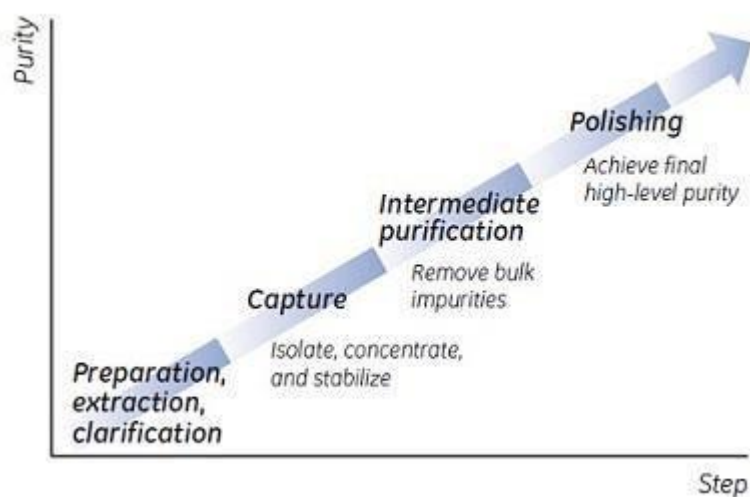 Purity
Polishing
Achieve final
high-level purity
Intermediate
purification
Remove bulk
impurities
Capture
Isolate, concentrate,
and stabilize
Preparation,
extraction,
clarification
Step